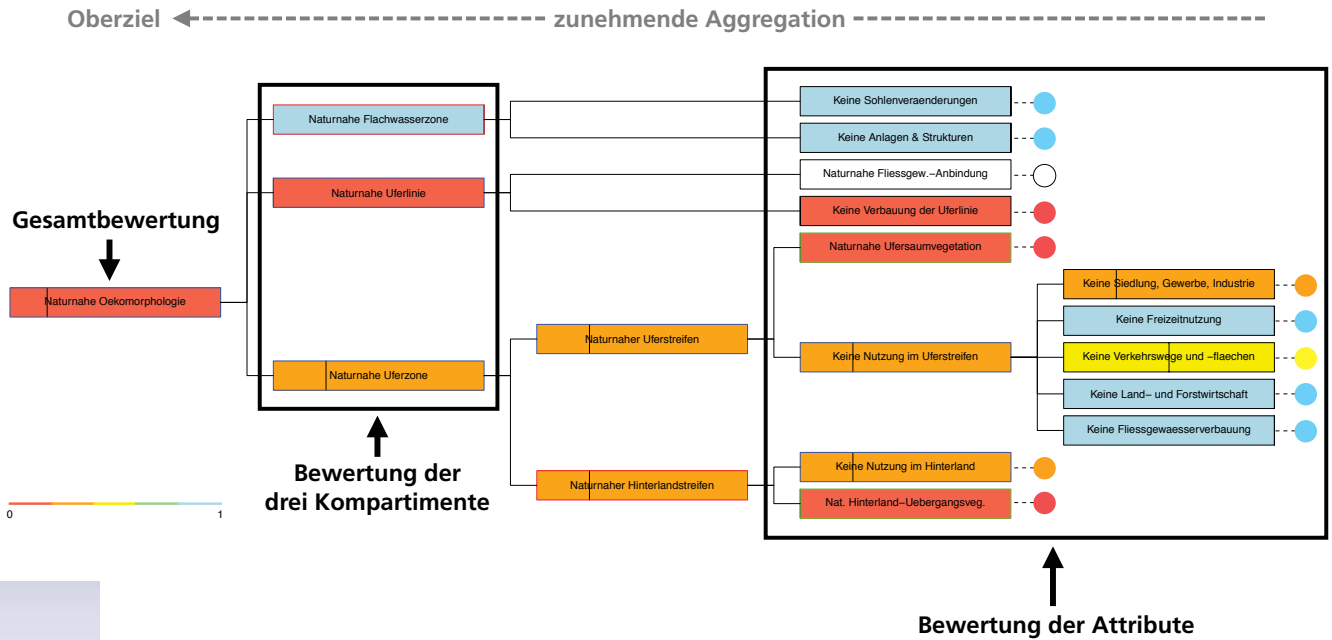 Oberziel zunehmende Aggregation
Gesamtbewertung
Naturnahe Oekomorphologie
Naturnahe Flachwasserzone
Naturnahe Uferlinie
Naturnahe Uferzone
Bewertung der
drei Kompartimente
Naturnaher Uferstreifen
Naturnaher Hinterlandstreifen
Keine Sohlenveraenderungen
Keine Anlagen & Strukturen
Naturnahe Fliessgew.−Anbindung
Keine Verbauung der Uferlinie
Naturnahe Ufersaumvegetation
Keine Nutzung im Uferstreifen
Keine Siedlung, Gewerbe, Industrie
Keine Freizeitnutzung
Keine Verkehrswege und −flaechen
Keine Land− und Forstwirtschaft
Keine Fliessgewaesserverbauung
Keine Nutzung im Hinterland
Nat. Hinterland−Uebergangsveg.
0 1
Bewertung der Attribute